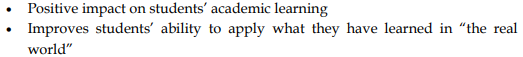 • Positive impact on students’ academic learning
• Improves students’ ability to apply what they have learned in “the real
world”